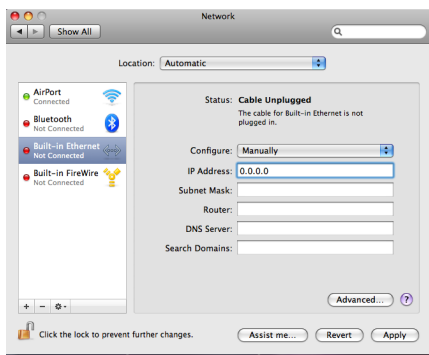 Network
Show All
Location: Automatic
AirPort
Connected
Bluetooth
Not Connected
Built-in Ethernet
Not Connected
Built-in FireWire
Not Connected
Status: Cable Unplugged
The cable for Built-in Ethernet is not
plugged in.
Configure: Manually
IP Address: 0.0.0.0
Subnet Mask:
Router:
DNS Server:
Search Domains:
Advanced... ?
+ −
Click the lock to prevent further changes.
Assist me... Revert Apply